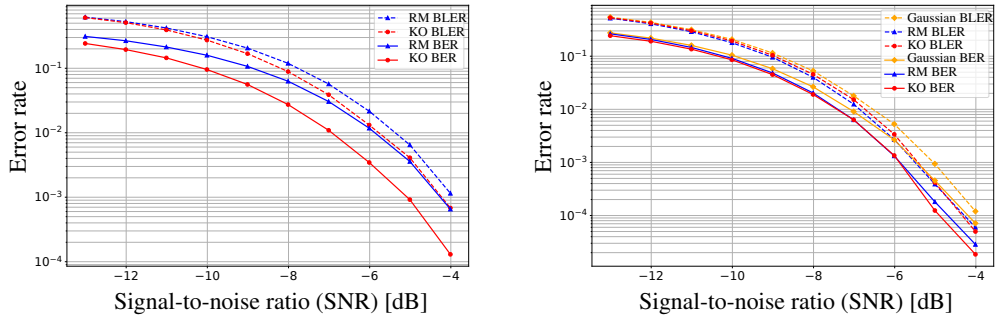 RM BLER
KO BLER
RM BER
KO BER
10⁻¹
10⁻²
10⁻³
10⁻⁴
Error rate
−12
−10
−8
−6
−4
Signal-to-noise ratio (SNR) [dB]
Gaussian BLER
RM BLER
KO BLER
Gaussian BER
RM BER
KO BER
10⁻¹
10⁻²
10⁻³
10⁻⁴
Error rate
−12
−10
−8
−6
−4
Signal-to-noise ratio (SNR) [dB]